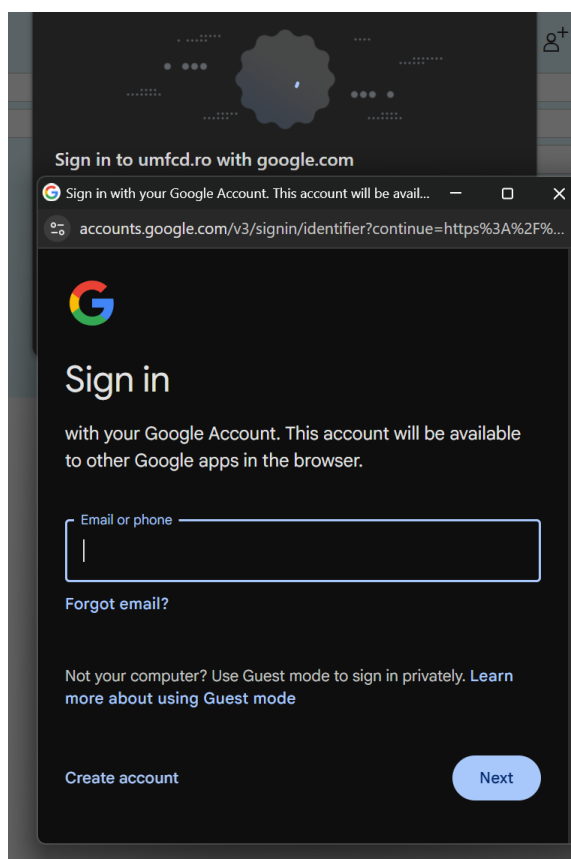 Sign in to umfcd.ro with google.com
Sign in with your Google Account. This account will be avail...
accounts.google.com/v3/signin/identifier?continue=https%3A%2F%...
Sign in
with your Google Account. This account will be available
to other Google apps in the browser.
Email or phone
Forgot email?
Not your computer? Use Guest mode to sign in privately. Learn
more about using Guest mode
Create account
Next